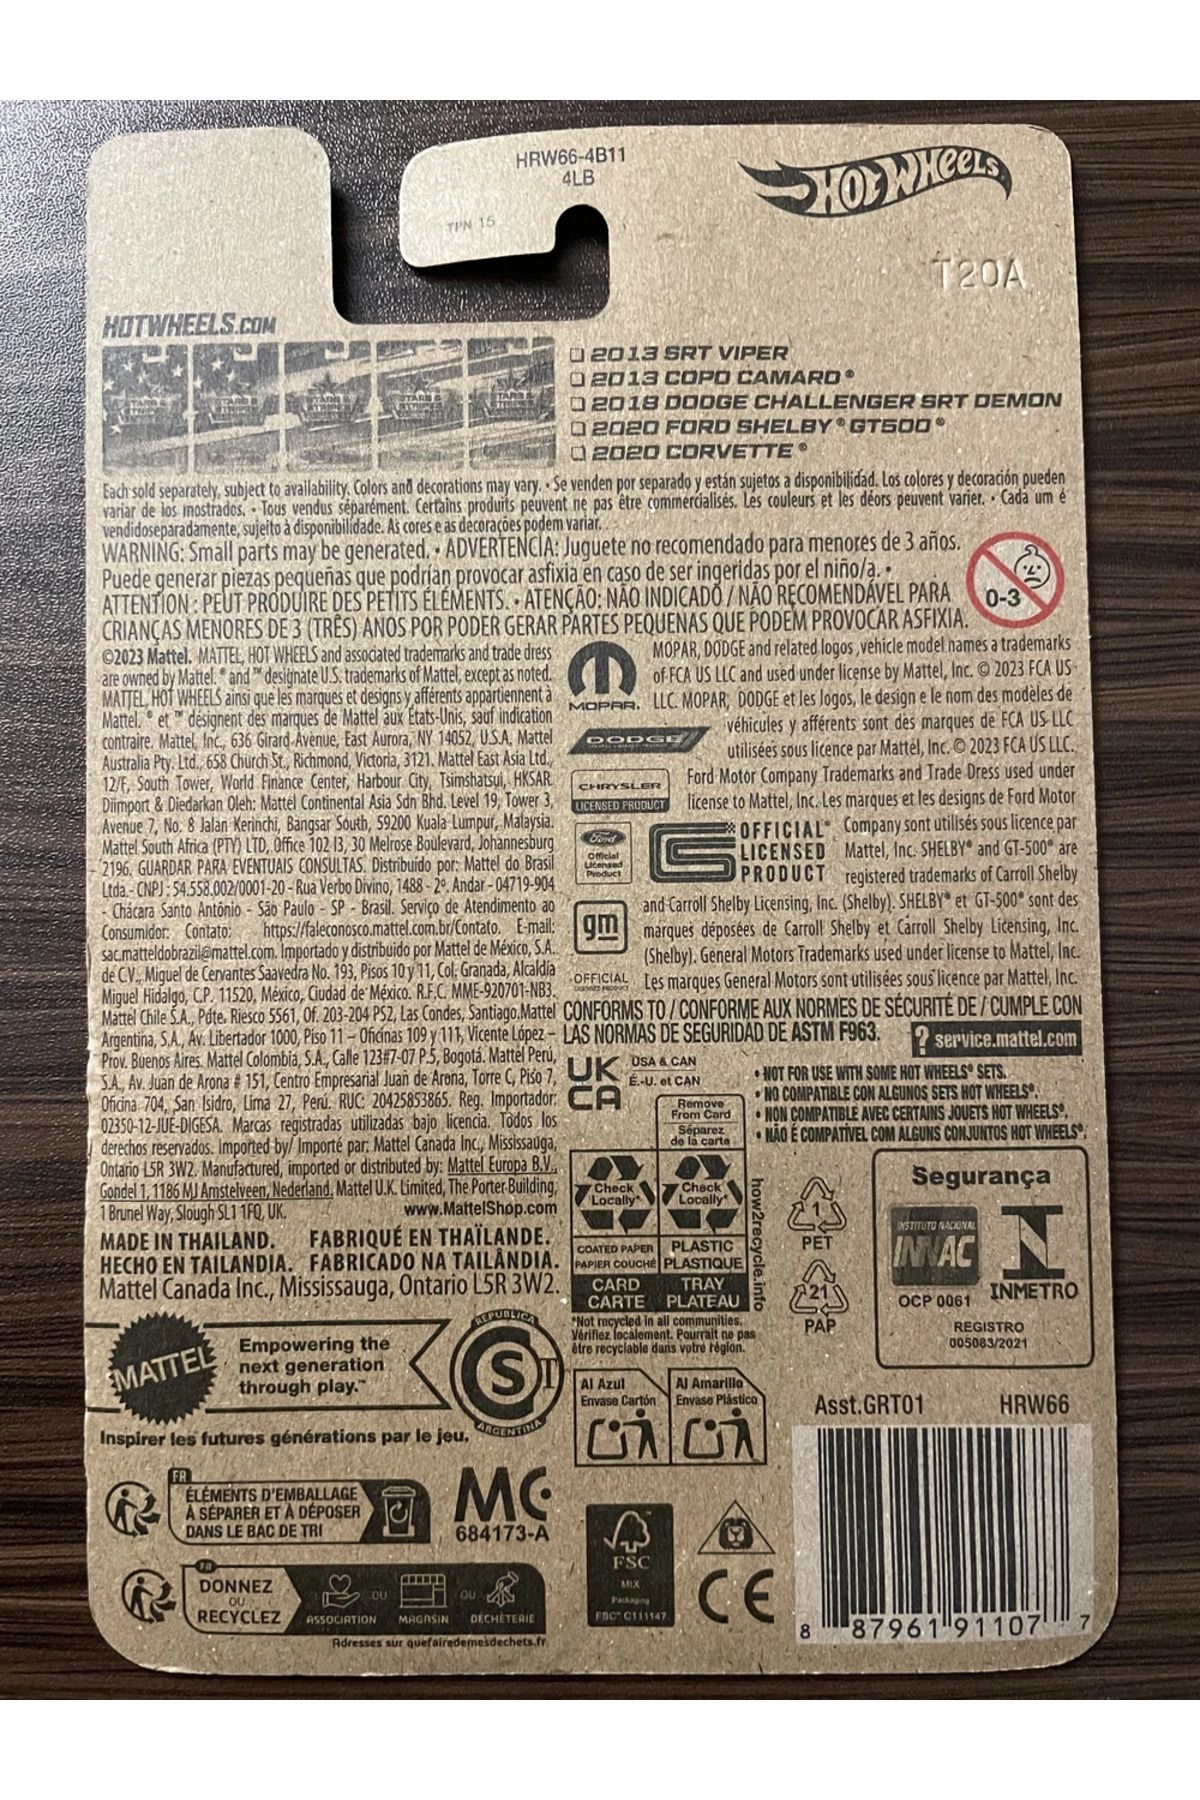 HRW66-4B11
4LB
TPN 15
HOT WHEELS
T20A
HOTWHEELS.COM
2013 SRT VIPER
2013 COPO CAMARO®
2018 DODGE CHALLENGER SRT DEMON
2020 FORD SHELBY® GT500®
2020 CORVETTE®
Each sold separately, subject to availability. Colors and decorations may vary. • Se venden por separado y están sujetos a disponibilidad. Los colores y decoración pueden
variar de los mostrados. • Tous vendus séparément. Certains produits peuvent ne pas être commercialisés. Les couleurs et les déors peuvent varier. • Cada um é
vendidoseparadamente, sujeito à disponibilidade. As cores e as decorações podem variar.
WARNING: Small parts may be generated. • ADVERTENCIA: Juguete no recomendado para menores de 3 años.
Puede generar piezas pequeñas que podrían provocar asfixia en caso de ser ingeridas por el niño/a. •
ATTENTION : PEUT PRODUIRE DES PETITS ÉLÉMENTS. • ATENÇÃO: NÃO INDICADO / NÃO RECOMENDÁVEL PARA
CRIANÇAS MENORES DE 3 (TRÊS) ANOS POR PODER GERAR PARTES PEQUENAS QUE PODEM PROVOCAR ASFIXIA.
0-3
©2023 Mattel. MATTEL, HOT WHEELS and associated trademarks and trade dress
are owned by Mattel. ® and ™ designate U.S. trademarks of Mattel, except as noted.
MATTEL, HOT WHEELS ainsi que les marques et designs y afférents appartiennent à
Mattel. ® et ™ désignent des marques de Mattel aux États-Unis, sauf indication
contraire. Mattel, Inc., 636 Girard Avenue, East Aurora, NY 14052, U.S.A. Mattel
Australia Pty. Ltd., 658 Church St., Richmond, Victoria, 3121. Mattel East Asia Ltd.,
12/F, South Tower, World Finance Center, Harbour City, Tsimshatsui, HKSAR.
Diimport & Diedarkan Oleh: Mattel Continental Asia Sdn Bhd. Level 19, Tower 3,
Avenue 7, No. 8 Jalan Kerinchi, Bangsar South, 59200 Kuala Lumpur, Malaysia.
Mattel South Africa (PTY) LTD, Office 102 I3, 30 Melrose Boulevard, Johannesburg
2196. GUARDAR PARA EVENTUAIS CONSULTAS. Distribuído por: Mattel do Brasil
Ltda.- CNPJ : 54.558.002/0001-20 - Rua Verbo Divino, 1488 - 2º. Andar - 04719-904
- Chácara Santo Antônio - São Paulo - SP - Brasil. Serviço de Atendimento ao
Consumidor: Contato: https://faleconosco.mattel.com.br/Contato. E-mail:
sac.matteldobrazil@mattel.com. Importado y distribuido por Mattel de México, S.A.
de C.V., Miguel de Cervantes Saavedra No. 193, Pisos 10 y 11, Col. Granada, Alcaldía
Miguel Hidalgo, C.P. 11520, México, Ciudad de México. R.F.C. MME-920701-NB3.
Mattel Chile S.A., Pdte. Riesco 5561, Of. 203-204 PS2, Las Condes, Santiago.Mattel
Argentina, S.A., Av. Libertador 1000, Piso 11 – Oficinas 109 y 111, Vicente López –
Prov. Buenos Aires. Mattel Colombia, S.A., Calle 123#7-07 P.5, Bogotá. Mattel Perú,
S.A., Av. Juan de Arona # 151, Centro Empresarial Juan de Arona, Torre C, Piso 7,
Oficina 704, San Isidro, Lima 27, Perú. RUC: 20425853865. Reg. Importador:
02350-12-JUE-DIGESA. Marcas registradas utilizadas bajo licencia. Todos los
derechos reservados. Imported by/ Importé par: Mattel Canada Inc., Mississauga,
Ontario L5R 3W2. Manufactured, imported or distributed by: Mattel Europa B.V.,
Gondel 1, 1186 MJ Amstelveen, Nederland. Mattel U.K. Limited, The Porter Building,
1 Brunel Way, Slough SL1 1FQ, UK. www.MattelShop.com
MADE IN THAILAND. FABRIQUÉ EN THAÏLANDE.
HECHO EN TAILANDIA. FABRICADO NA TAILÂNDIA.
Mattel Canada Inc., Mississauga, Ontario L5R 3W2.
MOPAR.
DODGE
CHRYSLER
LICENSED PRODUCT
Ford
Official
Licensed
Product
OFFICIAL®
LICENSED
PRODUCT
gm
OFFICIAL
LICENSED PRODUCT
MOPAR, DODGE and related logos ,vehicle model names a trademarks
of FCA US LLC and used under license by Mattel, Inc. © 2023 FCA US
LLC. MOPAR, DODGE et les logos, le design e le nom des modèles de
véhicules y afférents sont des marques de FCA US LLC
utilisées sous licence par Mattel, Inc. © 2023 FCA US LLC.
Ford Motor Company Trademarks and Trade Dress used under
license to Mattel, Inc. Les marques et les designs de Ford Motor
Company sont utilisés sous licence par
Mattel, Inc. SHELBY® and GT-500® are
registered trademarks of Carroll Shelby
and Carroll Shelby Licensing, Inc. (Shelby). SHELBY® et GT-500® sont des
marques déposées de Carroll Shelby et Carroll Shelby Licensing, Inc.
(Shelby). General Motors Trademarks used under license to Mattel, Inc.
Les marques General Motors sont utilisées sous licence par Mattel, Inc.
CONFORMS TO / CONFORME AUX NORMES DE SÉCURITÉ DE / CUMPLE CON
LAS NORMAS DE SEGURIDAD DE ASTM F963.
? service.mattel.com
UK
CA
USA & CAN
É.-U. et CAN
• NOT FOR USE WITH SOME HOT WHEELS® SETS.
• NO COMPATIBLE CON ALGUNOS SETS HOT WHEELS®.
• NON COMPATIBLE AVEC CERTAINS JOUETS HOT WHEELS®.
• NÃO É COMPATÍVEL COM ALGUNS CONJUNTOS HOT WHEELS®.
Remove
From Card
Séparez
de la carte
Check
Locally*
Check
Locally*
COATED PAPER
PAPIER COUCHÉ
PLASTIC
PLASTIQUE
CARD
CARTE
TRAY
PLATEAU
how2recycle.info
*Not recycled in all communities.
Vérifiez localement. Pourrait ne pas
être recyclable dans votre région.
1
PET
21
PAP
Segurança
INSTITUTO NACIONAL
INNAC
OCP 0061
INMETRO
REGISTRO
005083/2021
MATTEL
Empowering the
next generation
through play.™
Inspirer les futures générations par le jeu.
REPUBLICA
S
ARGENTINA
Al Azul
Envase Cartón
Al Amarillo
Envase Plástico
Asst.GRT01 HRW66
FR
ÉLÉMENTS D'EMBALLAGE
À SÉPARER ET À DÉPOSER
DANS LE BAC DE TRI
MC
684173-A
FR
DONNEZ
OU
RECYCLEZ
ASSOCIATION OU MAGASIN OU DÉCHÈTERIE
Adresses sur quefairedemesdechets.fr
FSC
MIX
Packaging
FSC™ C111147
CE
8 87961 91107 7